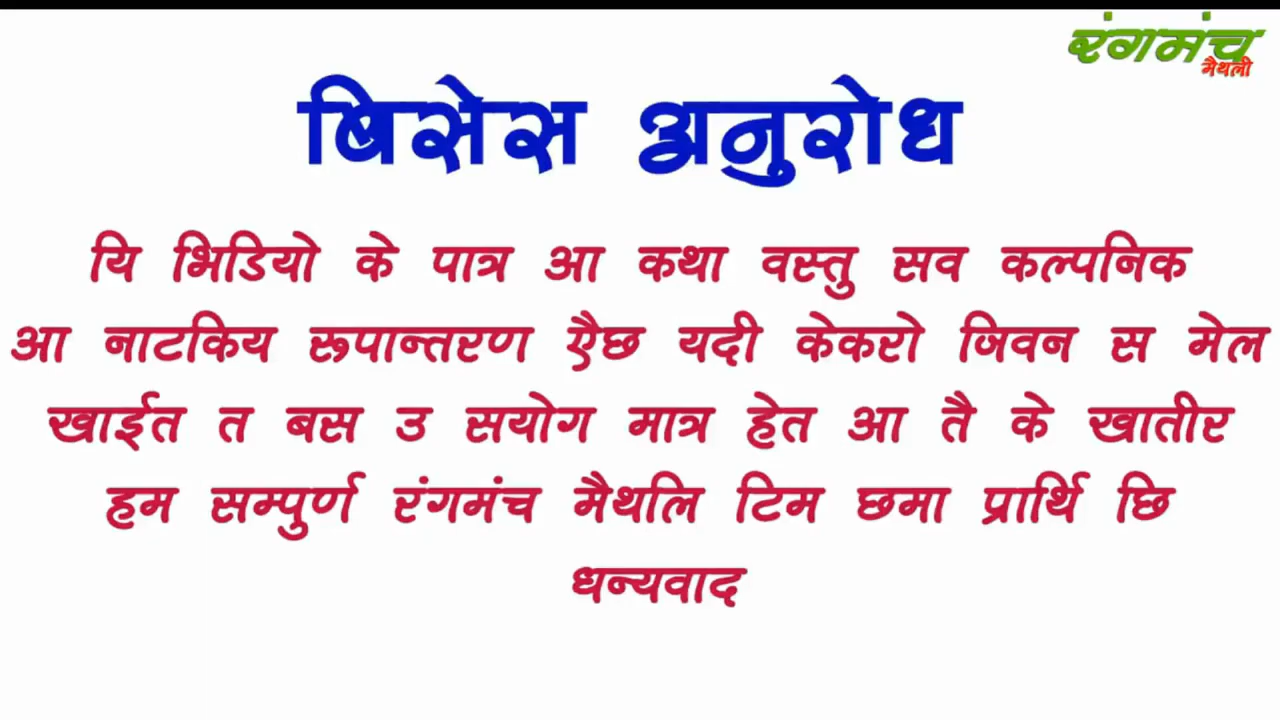 रंगमंच
मैथली
बिसेस अनुरोध
यि भिडियो के पात्र आ कथा वस्तु सव कल्पनिक
आ नाटकिय रूपान्तरण एैछ यदी केकरो जिवन स मेल
खाईत त बस उ सयोग मात्र हेत आ तै के खातीर
हम सम्पुर्ण रंगमंच मैथलि टिम छमा प्रार्थि छि
धन्यवाद